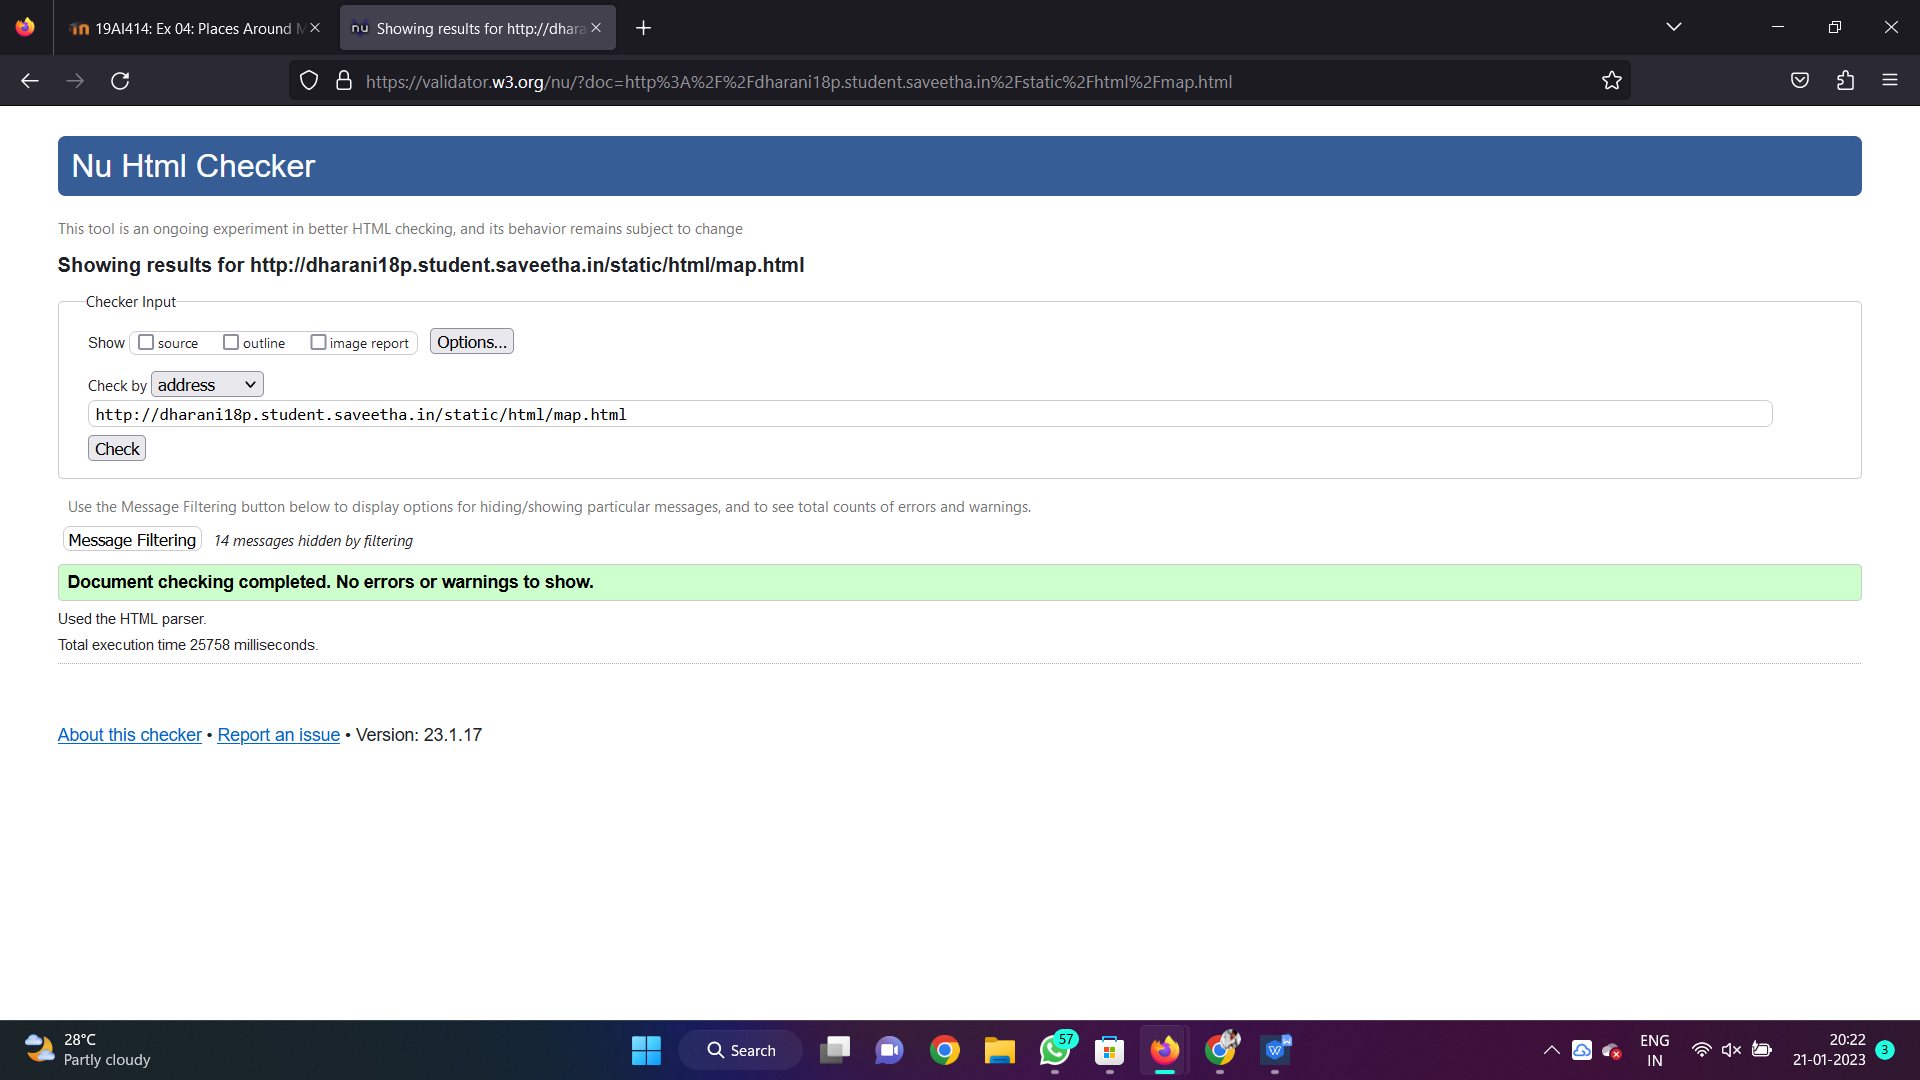 19AI414: Ex 04: Places Around M
nu Showing results for http://dhara
https://validator.w3.org/nu/?doc=http%3A%2F%2Fdharani18p.student.saveetha.in%2Fstatic%2Fhtml%2Fmap.html
Nu Html Checker
This tool is an ongoing experiment in better HTML checking, and its behavior remains subject to change
Showing results for http://dharani18p.student.saveetha.in/static/html/map.html
Checker Input
Show source outline image report Options...
Check by address
http://dharani18p.student.saveetha.in/static/html/map.html
Check
Use the Message Filtering button below to display options for hiding/showing particular messages, and to see total counts of errors and warnings.
Message Filtering 14 messages hidden by filtering
Document checking completed. No errors or warnings to show.
Used the HTML parser.
Total execution time 25758 milliseconds.
About this checker • Report an issue • Version: 23.1.17
28°C
Partly cloudy
Search
57
ENG
IN
20:22
21-01-2023
3